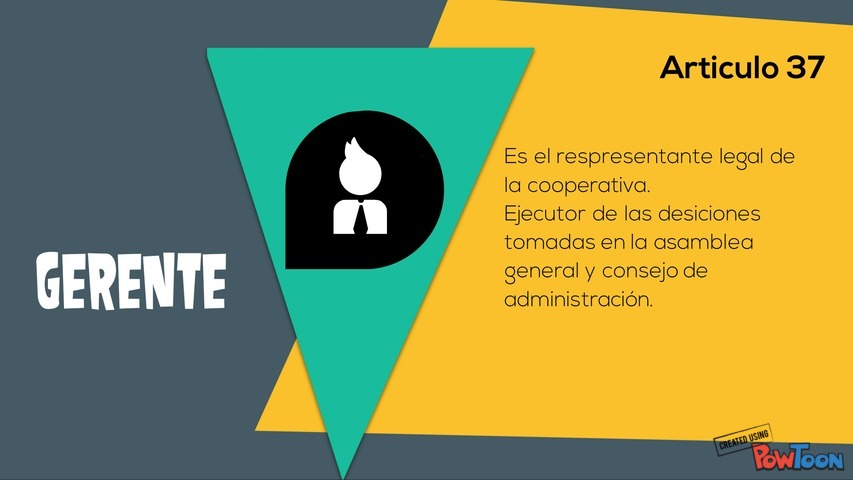 Articulo 37
Es el respresentante legal de
la cooperativa.
Ejecutor de las desiciones
tomadas en la asamblea
general y consejo de
administración.
GERENTE
CREATED USING
POWTOON